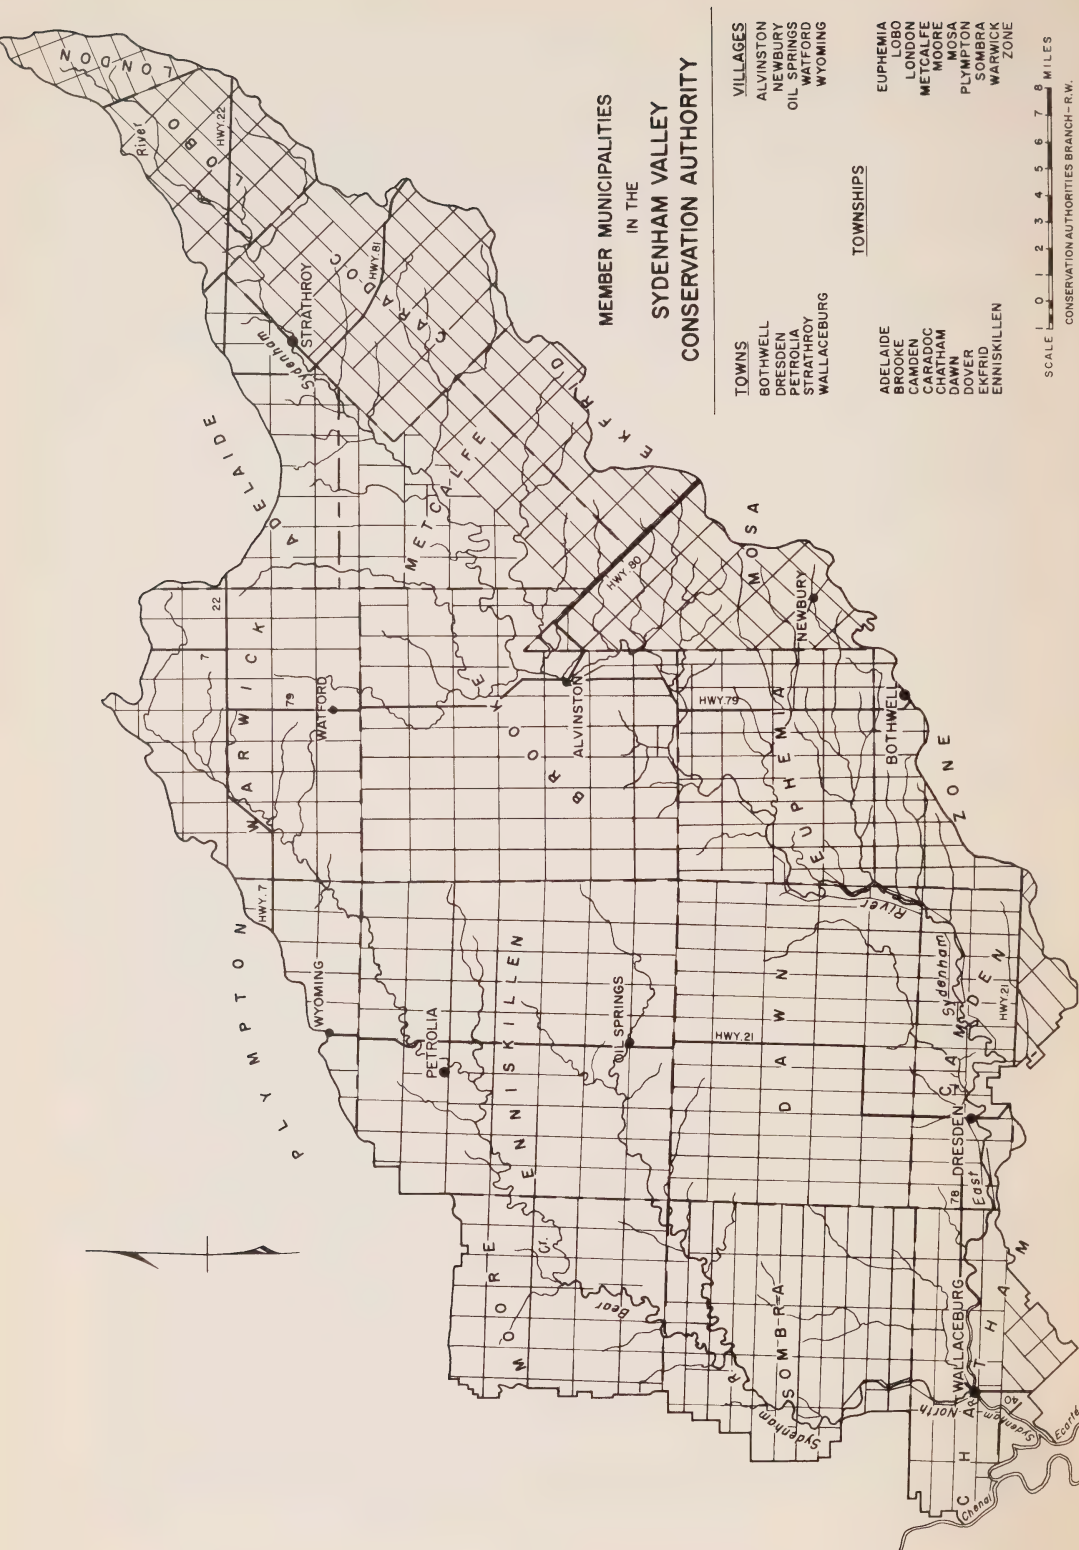 MEMBER MUNICIPALITIES
IN THE
SYDENHAM VALLEY
CONSERVATION AUTHORITY
TOWNS
BOTHWELL
DRESDEN
PETROLIA
STRATHROY
WALLACEBURG
VILLAGES
ALVINSTON
NEWBURY
OIL SPRINGS
WATFORD
WYOMING
TOWNSHIPS
ADELAIDE
BROOKE
CAMDEN
CARADOC
CHATHAM
DAWN
DOVER
EKFRID
ENNISKILLEN
EUPHEMIA
LOBO
LONDON
METCALFE
MOORE
MOSA
PLYMPTON
SOMBRA
WARWICK
ZONE
SCALE 1 0 1 2 3 4 5 6 7 8 MILES
CONSERVATION AUTHORITIES BRANCH – R.W.
LONDON
LOBO
River
HWY. 22
CARADOC
HWY. 81
STRATHROY
Sydenham
ADELAIDE
METCALFE
EKFRID
HWY. 80
MOSA
NEWBURY
22
7
WARWICK
79
WATFORD
BROOKE
ALVINSTON
HWY. 79
EUPHEMIA
BOTHWELL
ZONE
PLYMPTON
HWY. 7
WYOMING
PETROLIA
ENNISKILLEN
OIL SPRINGS
HWY. 21
DAWN
River
Sydenham
CAMDEN
HWY. 21
DRESDEN
78
East
MOORE
Cr.
Bear
SOMBRA
R.
Sydenham
WALLACEBURG
North
CHATHAM
40
Sydenham
R.
Chenal
Ecarté